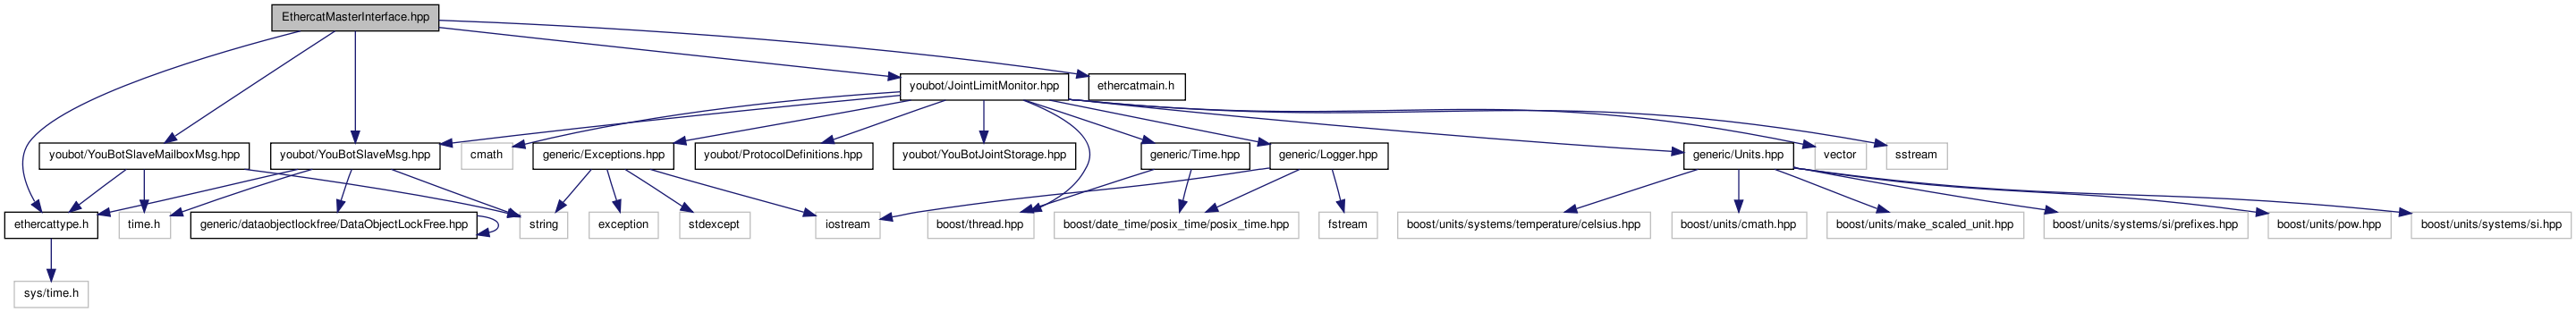 EthercatMasterInterface.hpp
youbot/JointLimitMonitor.hpp
ethercatmain.h
youbot/YouBotSlaveMailboxMsg.hpp
youbot/YouBotSlaveMsg.hpp
cmath
generic/Exceptions.hpp
youbot/ProtocolDefinitions.hpp
youbot/YouBotJointStorage.hpp
generic/Time.hpp
generic/Logger.hpp
generic/Units.hpp
vector
sstream
ethercattype.h
time.h
generic/dataobjectlockfree/DataObjectLockFree.hpp
string
exception
stdexcept
iostream
boost/thread.hpp
boost/date_time/posix_time/posix_time.hpp
fstream
boost/units/systems/temperature/celsius.hpp
boost/units/cmath.hpp
boost/units/make_scaled_unit.hpp
boost/units/systems/si/prefixes.hpp
boost/units/pow.hpp
boost/units/systems/si.hpp
sys/time.h